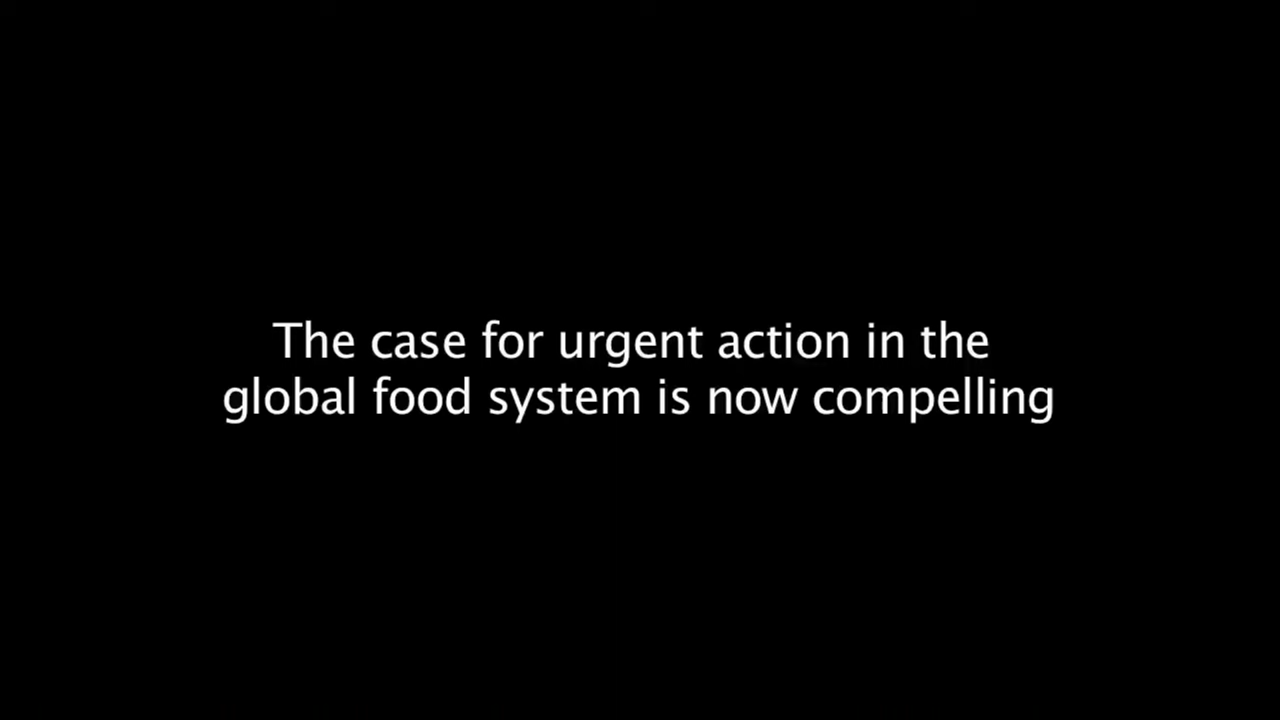 The case for urgent action in the
global food system is now compelling